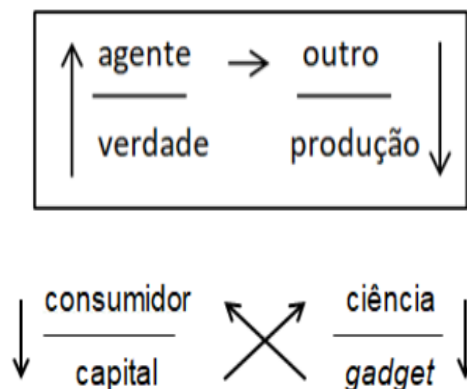 agente → outro
verdade produção
consumidor ciência
capital gadget